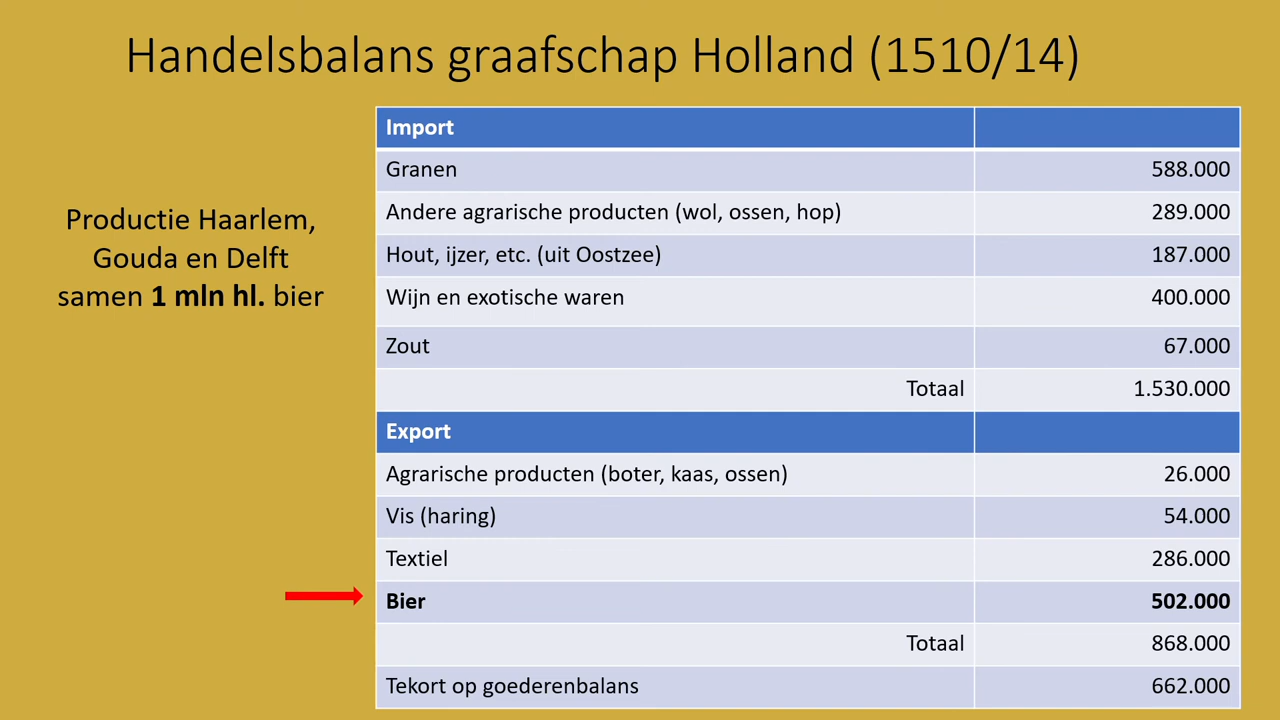 Handelsbalans graafschap Holland (1510/14)
Productie Haarlem,
Gouda en Delft
samen 1 mln hl. bier
Import
Granen 588.000
Andere agrarische producten (wol, ossen, hop) 289.000
Hout, ijzer, etc. (uit Oostzee) 187.000
Wijn en exotische waren 400.000
Zout 67.000
Totaal 1.530.000
Export
Agrarische producten (boter, kaas, ossen) 26.000
Vis (haring) 54.000
Textiel 286.000
Bier 502.000
Totaal 868.000
Tekort op goederenbalans 662.000